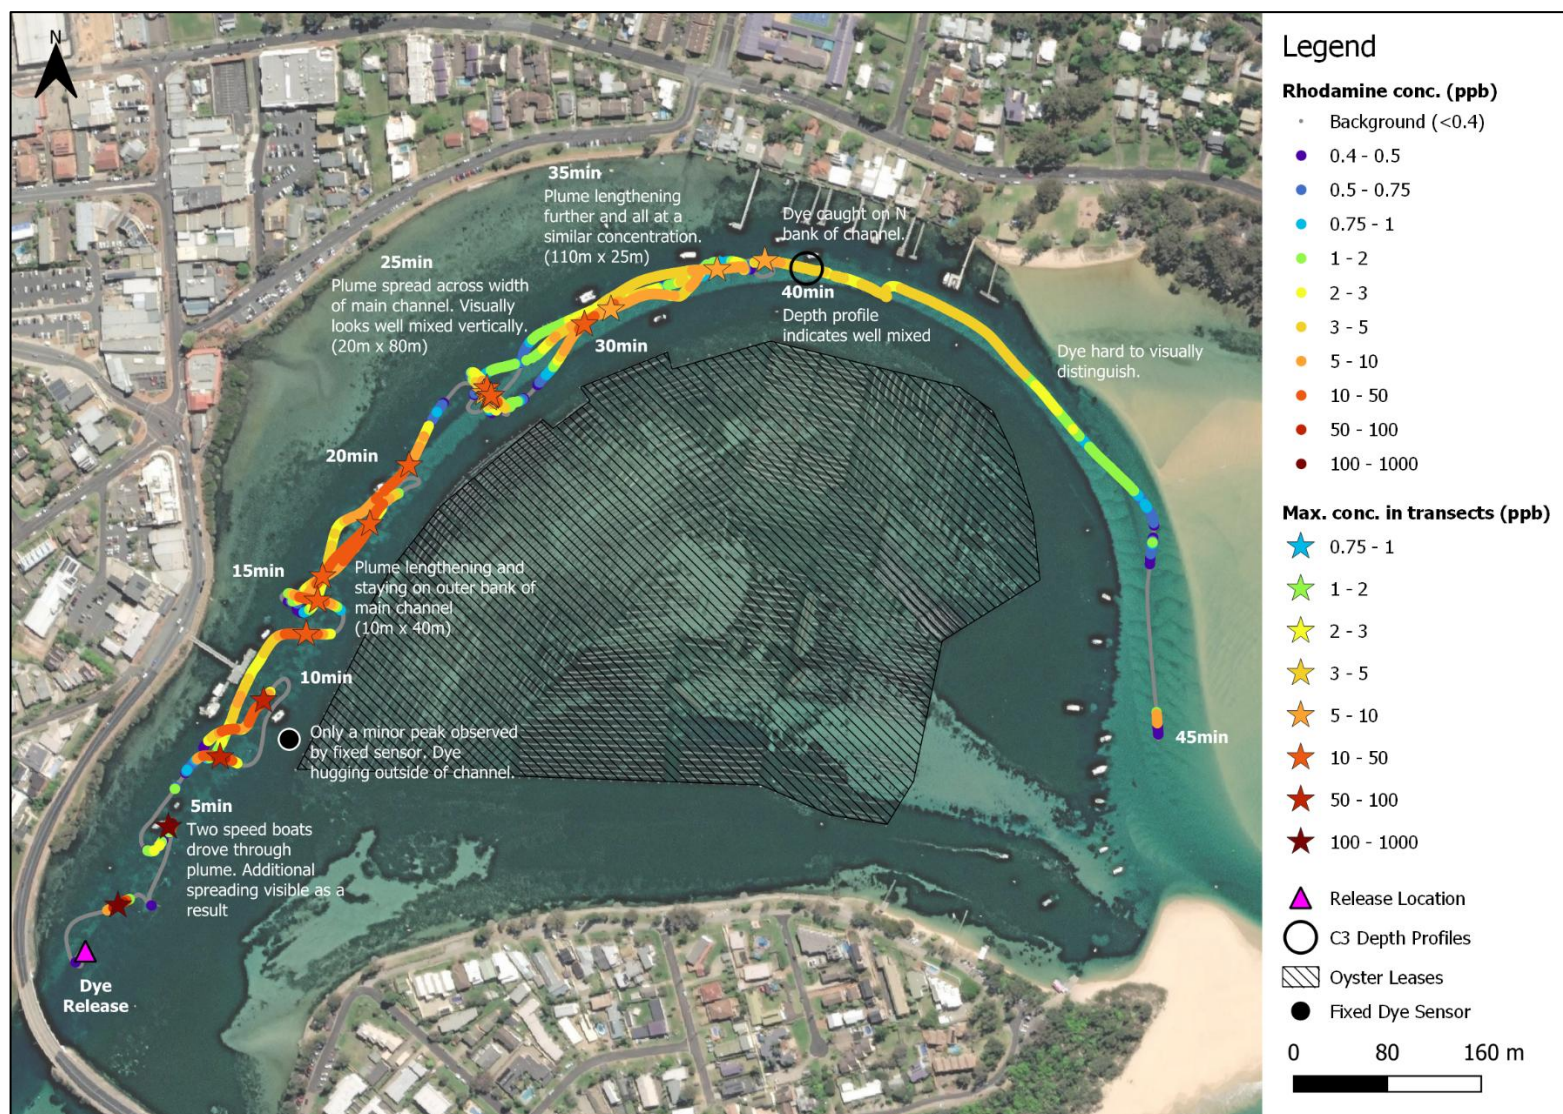 N
35min
Plume lengthening
further and all at a
similar concentration.
(110m x 25m)
Dye caught on N
bank of channel.
25min
Plume spread across width
of main channel. Visually
looks well mixed vertically.
(20m x 80m)
40min
Depth profile
indicates well mixed
30min
Dye hard to visually
distinguish.
20min
15min
Plume lengthening and
staying on outer bank of
main channel
(10m x 40m)
10min
Only a minor peak observed
by fixed sensor. Dye
hugging outside of channel.
45min
5min
Two speed boats
drove through
plume. Additional
spreading visible as a
result
Dye
Release
Legend
Rhodamine conc. (ppb)
Background (<0.4)
0.4 - 0.5
0.5 - 0.75
0.75 - 1
1 - 2
2 - 3
3 - 5
5 - 10
10 - 50
50 - 100
100 - 1000
Max. conc. in transects (ppb)
0.75 - 1
1 - 2
2 - 3
3 - 5
5 - 10
10 - 50
50 - 100
100 - 1000
Release Location
C3 Depth Profiles
Oyster Leases
Fixed Dye Sensor
0 80 160 m